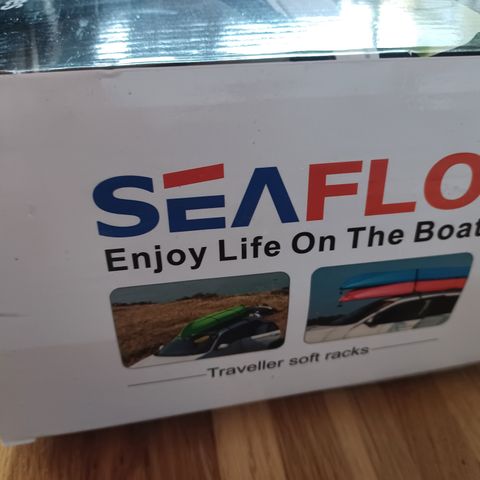 SEAFLO
Enjoy Life On The Boat
Traveller soft racks